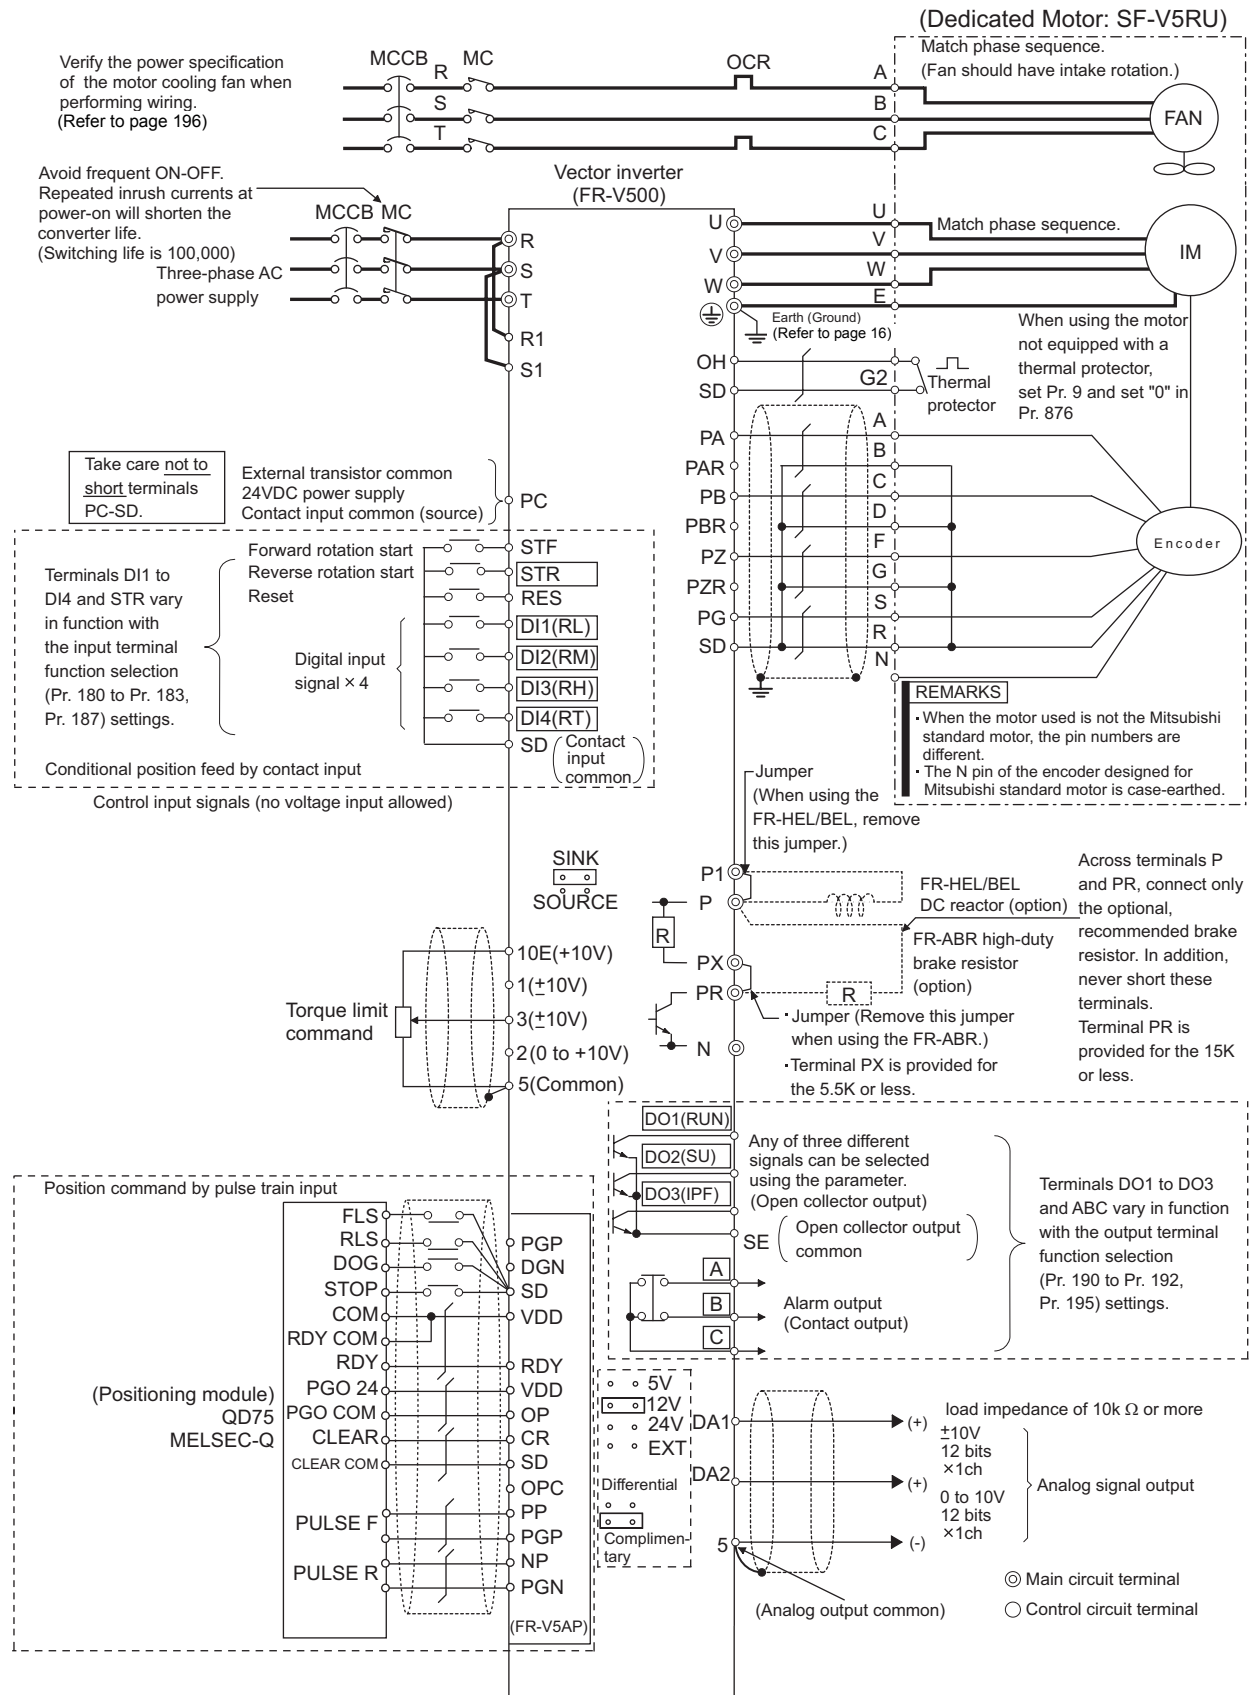 (Dedicated Motor: SF-V5RU)
Verify the power specification
of the motor cooling fan when
performing wiring.
(Refer to page 196)
MCCB
MC
R
S
T
OCR
A
B
C
Match phase sequence.
(Fan should have intake rotation.)
FAN
Avoid frequent ON-OFF.
Repeated inrush currents at
power-on will shorten the
converter life.
(Switching life is 100,000)
MCCB MC
Three-phase AC
power supply
Vector inverter
(FR-V500)
R
S
T
R1
S1
U
V
W
U
V
W
E
Match phase sequence.
IM
Earth (Ground)
(Refer to page 16)
When using the motor
not equipped with a
thermal protector,
set Pr. 9 and set "0" in
Pr. 876
OH
SD
G2
Thermal
protector
PA
PAR
PB
PBR
PZ
PZR
PG
SD
A
B
C
D
F
G
S
R
N
Encoder
REMARKS
· When the motor used is not the Mitsubishi
standard motor, the pin numbers are
different.
· The N pin of the encoder designed for
Mitsubishi standard motor is case-earthed.
Take care not to
short terminals
PC-SD.
External transistor common
24VDC power supply
Contact input common (source)
PC
Terminals DI1 to
DI4 and STR vary
in function with
the input terminal
function selection
(Pr. 180 to Pr. 183,
Pr. 187) settings.
Forward rotation start
Reverse rotation start
Reset
Digital input
signal × 4
STF
STR
RES
DI1(RL)
DI2(RM)
DI3(RH)
DI4(RT)
SD
(Contact
input
common)
Conditional position feed by contact input
Control input signals (no voltage input allowed)
Jumper
(When using the
FR-HEL/BEL, remove
this jumper.)
SINK
SOURCE
P1
P
R
PX
PR
N
FR-HEL/BEL
DC reactor (option)
FR-ABR high-duty
brake resistor
(option)
R
Across terminals P
and PR, connect only
the optional,
recommended brake
resistor. In addition,
never short these
terminals.
Terminal PR is
provided for the 15K
or less.
· Jumper (Remove this jumper
when using the FR-ABR.)
· Terminal PX is provided for
the 5.5K or less.
Torque limit
command
10E(+10V)
1(±10V)
3(±10V)
2(0 to +10V)
5(Common)
DO1(RUN)
DO2(SU)
DO3(IPF)
Any of three different
signals can be selected
using the parameter.
(Open collector output)
SE
(Open collector output
common)
Terminals DO1 to DO3
and ABC vary in function
with the output terminal
function selection
(Pr. 190 to Pr. 192,
Pr. 195) settings.
A
B
C
Alarm output
(Contact output)
Position command by pulse train input
(Positioning module)
QD75
MELSEC-Q
FLS
RLS
DOG
STOP
COM
RDY COM
RDY
PGO 24
PGO COM
CLEAR
CLEAR COM
PULSE F
PULSE R
PGP
DGN
SD
VDD
RDY
VDD
OP
CR
SD
OPC
PP
PGP
NP
PGN
(FR-V5AP)
5V
12V
24V
EXT
Differential
Complimen-
tary
DA1
DA2
5
(+)
(+)
(-)
load impedance of 10k Ω or more
±10V
12 bits
×1ch
0 to 10V
12 bits
×1ch
Analog signal output
(Analog output common)
Main circuit terminal
Control circuit terminal